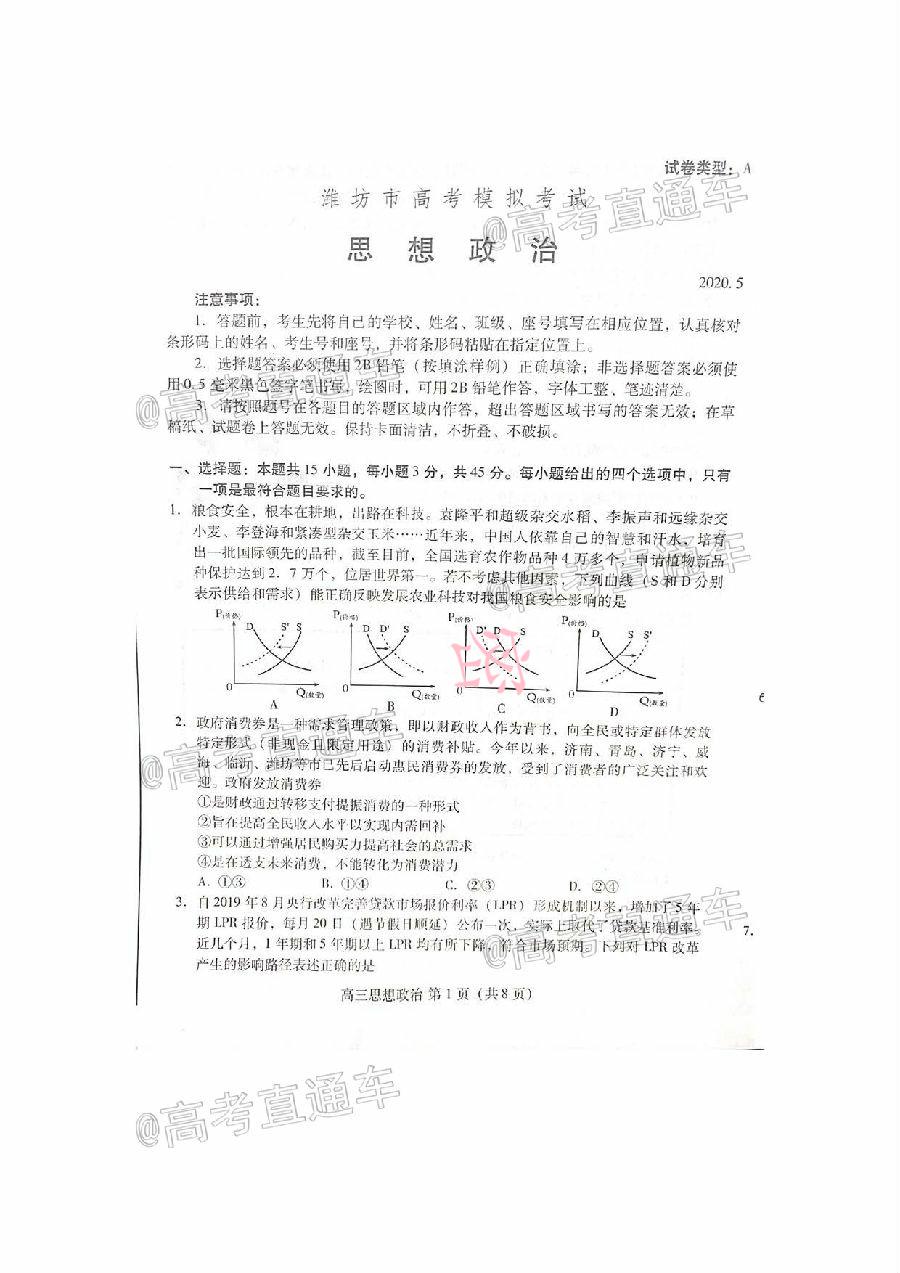 试卷类型：A
潍坊市高考模拟考试
思 想 政 治
2020.5
注意事项：
1．答题前，考生先将自己的学校、姓名、班级、座号填写在相应位置，认真核对
条形码上的姓名、考生号和座号，并将条形码粘贴在指定位置上。
2．选择题答案必须使用2B铅笔（按填涂样例）正确填涂；非选择题答案必须使
用0.5毫米黑色签字笔书写，绘图时，可用2B铅笔作答，字体工整、笔迹清楚。
3．请按照题号在各题目的答题区域内作答，超出答题区域书写的答案无效；在草
稿纸、试题卷上答题无效。保持卡面清洁，不折叠、不破损。
一、选择题：本题共15小题，每小题3分，共45分。每小题给出的四个选项中，只有
一项是最符合题目要求的。
1．粮食安全，根本在耕地，出路在科技。袁隆平和超级杂交水稻、李振声和远缘杂交
小麦、李登海和紧凑型杂交玉米……近年来，中国人依靠自己的智慧和汗水，培育
出一批国际领先的品种，截至目前，全国选育农作物品种4万多个，申请植物新品
种保护达到2.7万个，位居世界第一。若不考虑其他因素，下列曲线（S和D分别
表示供给和需求）能正确反映发展农业科技对我国粮食安全影响的是
P(价格) D S' S 0 Q(数量) A
P(价格) D D' S 0 Q(数量) B
P(价格) D' D S 0 Q(数量) C
P(价格) D S S' 0 Q(数量) D
2．政府消费券是一种需求管理政策，即以财政收入作为背书，向全民或特定群体发放
特定形式（非现金且限定用途）的消费补贴。今年以来，济南、青岛、济宁、威
海、临沂、潍坊等市已先后启动惠民消费券的发放，受到了消费者的广泛关注和欢
迎。政府发放消费券
①是财政通过转移支付提振消费的一种形式
②旨在提高全民收入水平以实现内需回补
③可以通过增强居民购买力提高社会的总需求
④是在透支未来消费，不能转化为消费潜力
A．①③ B．①④ C．②③ D．②④
3．自2019年8月央行改革完善贷款市场报价利率（LPR）形成机制以来，增加了5年
期LPR报价，每月20日（遇节假日顺延）公布一次，实际上取代了贷款基准利率。
近几个月，1年期和5年期以上LPR均有所下降，符合市场预期。下列对LPR改革
产生的影响路径表述正确的是
7.
高三思想政治 第1页（共8页）
@高考直通车
@高考直通车
@高考直通车
@高考直通车
@高考直通车
@高考直通车
@高考直通车